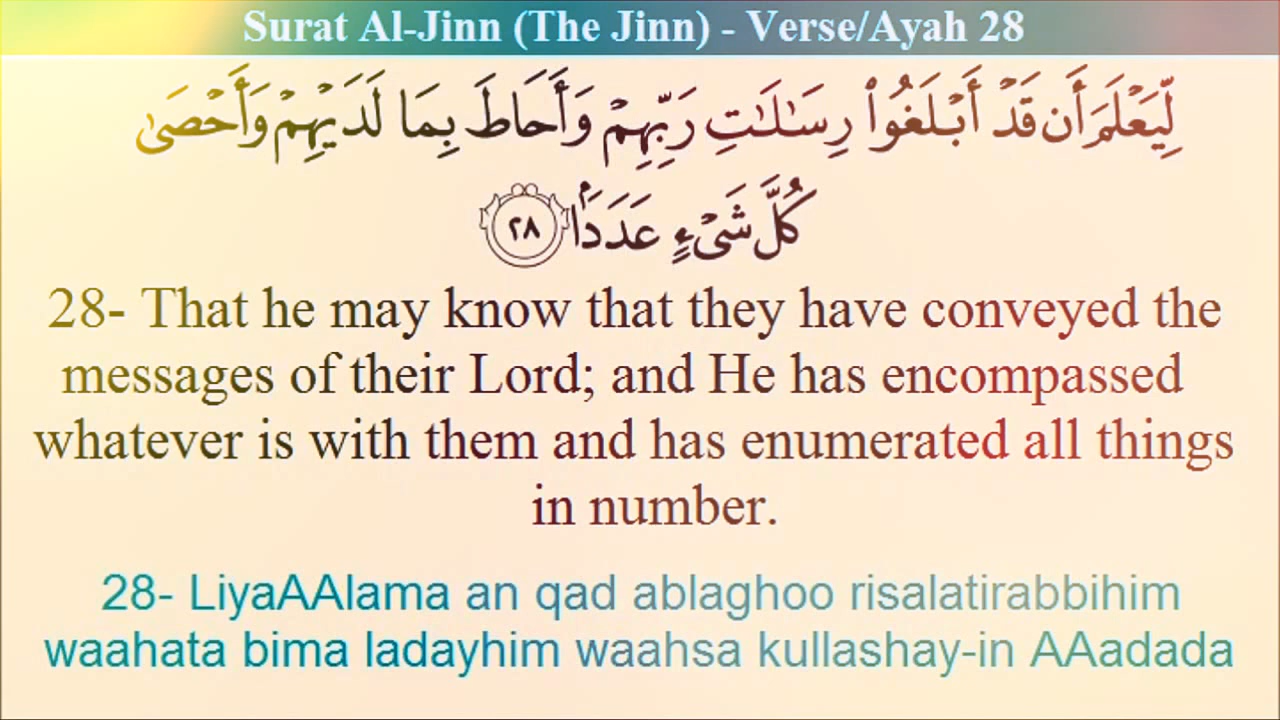 Surat Al-Jinn (The Jinn) - Verse/Ayah 28
لِّيَعْلَمَ أَن قَدْ أَبْلَغُوا۟ رِسَـٰلَـٰتِ رَبِّهِمْ وَأَحَاطَ بِمَا لَدَيْهِمْ وَأَحْصَىٰ
كُلَّ شَىْءٍ عَدَدًۢا ٢٨
28- That he may know that they have conveyed the
messages of their Lord; and He has encompassed
whatever is with them and has enumerated all things
in number.
28- LiyaAAlama an qad ablaghoo risalatirabbihim
waahata bima ladayhim waahsa kullashay-in AAadada